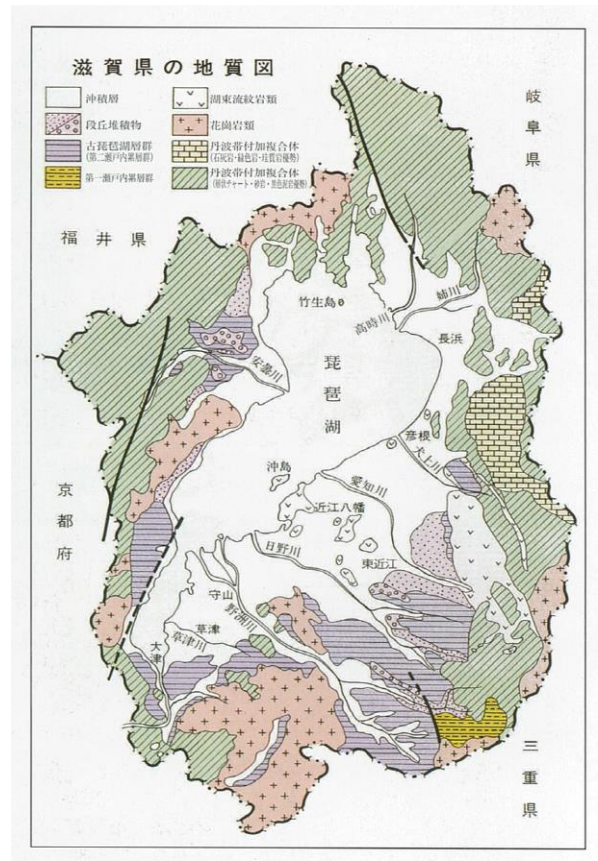 滋賀県の地質図
沖積層
段丘堆積物
古琵琶湖層群
(第二瀬戸内累層群)
第一瀬戸内累層群
湖東流紋岩類
花崗岩類
丹波帯付加複合体
(石灰岩・緑色岩・珪質岩優勢)
丹波帯付加複合体
岐阜県
福井県
竹生島
高時川
姉川
長浜
安曇川
琵琶湖
彦根
犬上川
沖島
愛知川
近江八幡
京都府
日野川
東近江
守山
野洲川
草津
草津川
大津
三重県